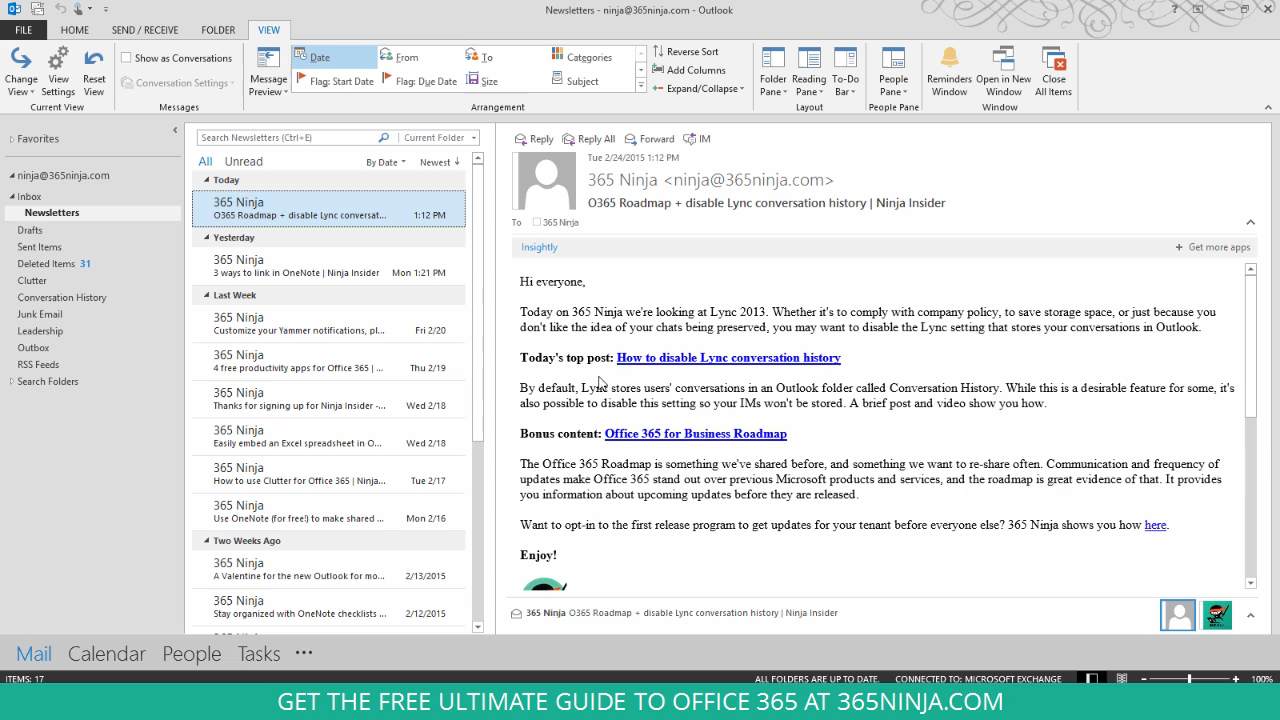 Newsletters - ninja@365ninja.com - Outlook
FILE HOME SEND / RECEIVE FOLDER VIEW
Change View
View Settings
Reset View
Current View
Show as Conversations
Conversation Settings
Messages
Message Preview
Date From To Categories
Flag: Start Date Flag: Due Date Size Subject
Arrangement
Reverse Sort
Add Columns
Expand/Collapse
Folder Pane
Reading Pane
To-Do Bar
Layout
People Pane
People Pane
Reminders Window
Open in New Window
Close All Items
Window
Favorites
ninja@365ninja.com
Inbox
Newsletters
Drafts
Sent Items
Deleted Items 31
Clutter
Conversation History
Junk Email
Leadership
Outbox
RSS Feeds
Search Folders
Search Newsletters (Ctrl+E) Current Folder
All Unread By Date Newest
Today
365 Ninja
O365 Roadmap + disable Lync conversat... 1:12 PM
Yesterday
365 Ninja
3 ways to link in OneNote | Ninja Insider Mon 1:21 PM
Last Week
365 Ninja
Customize your Yammer notifications, pl... Fri 2/20
365 Ninja
4 free productivity apps for Office 365 | ... Thu 2/19
365 Ninja
Thanks for signing up for Ninja Insider -... Wed 2/18
365 Ninja
Easily embed an Excel spreadsheet in O... Wed 2/18
365 Ninja
How to use Clutter for Office 365 | Ninja... Tue 2/17
365 Ninja
Use OneNote (for free!) to make shared ... Mon 2/16
Two Weeks Ago
365 Ninja
A Valentine for the new Outlook for mo... 2/13/2015
365 Ninja
Stay organized with OneNote checklists ... 2/12/2015
Reply Reply All Forward IM
Tue 2/24/2015 1:12 PM
365 Ninja <ninja@365ninja.com>
O365 Roadmap + disable Lync conversation history | Ninja Insider
To 365 Ninja
Insightly + Get more apps
Hi everyone,
Today on 365 Ninja we're looking at Lync 2013. Whether it's to comply with company policy, to save storage space, or just because you
don't like the idea of your chats being preserved, you may want to disable the Lync setting that stores your conversations in Outlook.
Today's top post: How to disable Lync conversation history
By default, Lync stores users' conversations in an Outlook folder called Conversation History. While this is a desirable feature for some, it's
also possible to disable this setting so your IMs won't be stored. A brief post and video show you how.
Bonus content: Office 365 for Business Roadmap
The Office 365 Roadmap is something we've shared before, and something we want to re-share often. Communication and frequency of
updates make Office 365 stand out over previous Microsoft products and services, and the roadmap is great evidence of that. It provides
you information about upcoming updates before they are released.
Want to opt-in to the first release program to get updates for your tenant before everyone else? 365 Ninja shows you how here.
Enjoy!
365 Ninja O365 Roadmap + disable Lync conversation history | Ninja Insider
Mail Calendar People Tasks ···
ITEMS: 17 ALL FOLDERS ARE UP TO DATE. CONNECTED TO: MICROSOFT EXCHANGE 100%
GET THE FREE ULTIMATE GUIDE TO OFFICE 365 AT 365NINJA.COM